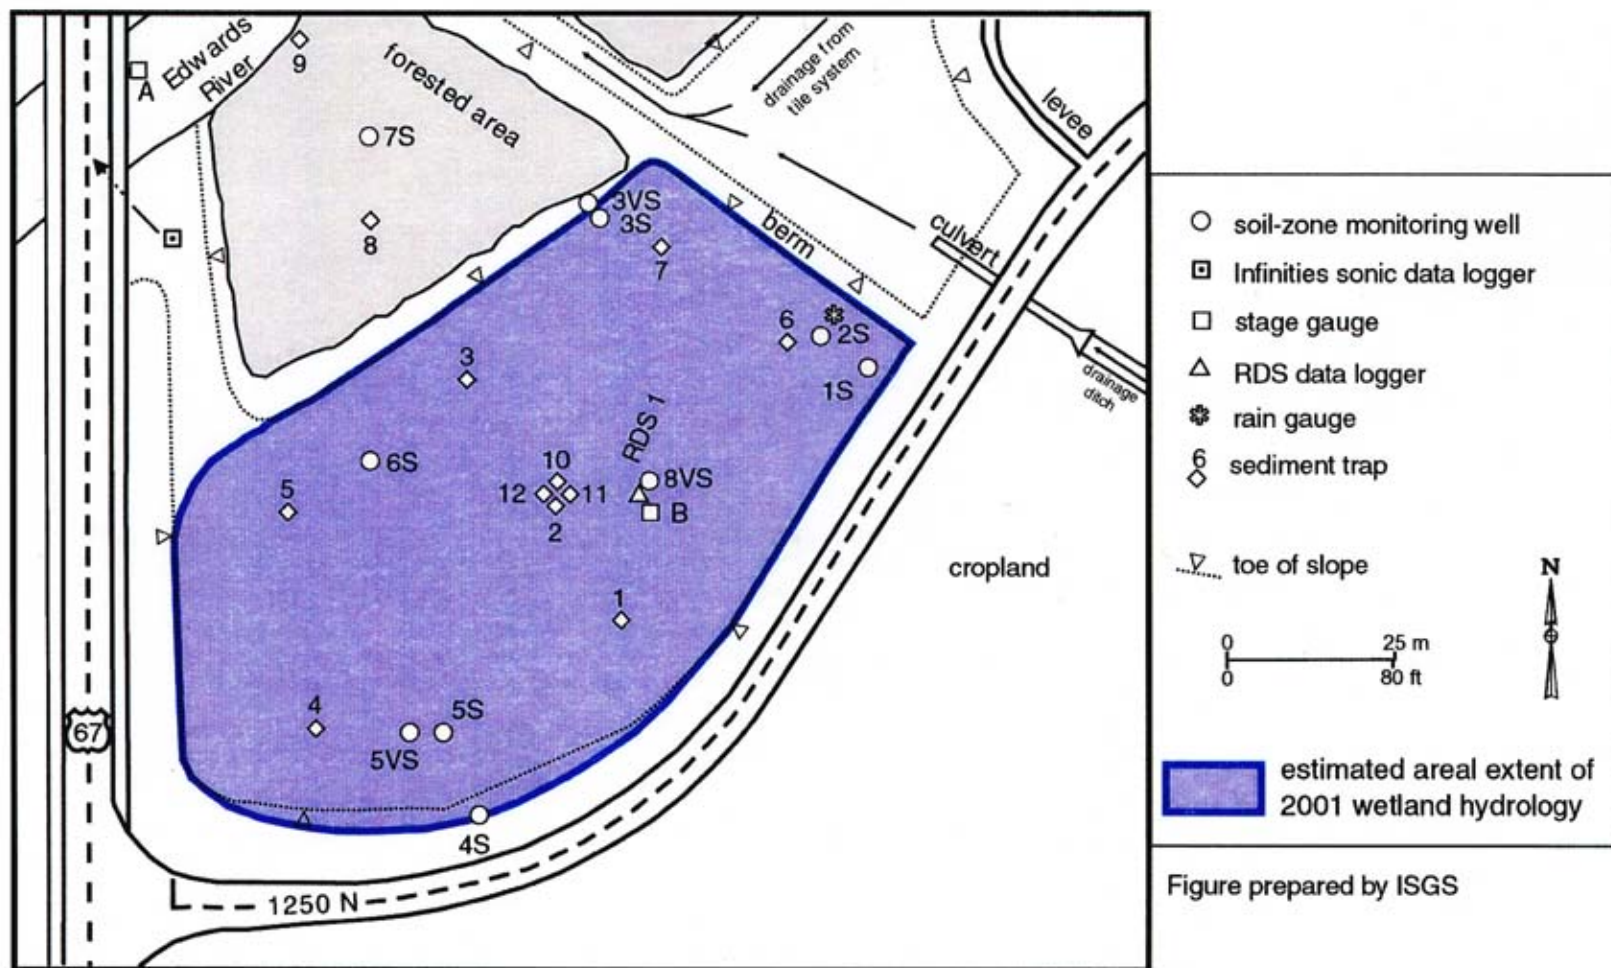 Edwards
River
A
9
forested area
7S
8
drainage from
tile system
levee
3VS
3S
7
berm
culvert
6
2S
1S
drainage
ditch
3
RDS 1
6S
10
12
11
2
8VS
B
5
cropland
1
4
5S
5VS
4S
67
1250 N
soil-zone monitoring well
Infinities sonic data logger
stage gauge
RDS data logger
rain gauge
6
sediment trap
toe of slope
N
0
25 m
0
80 ft
estimated areal extent of
2001 wetland hydrology
Figure prepared by ISGS